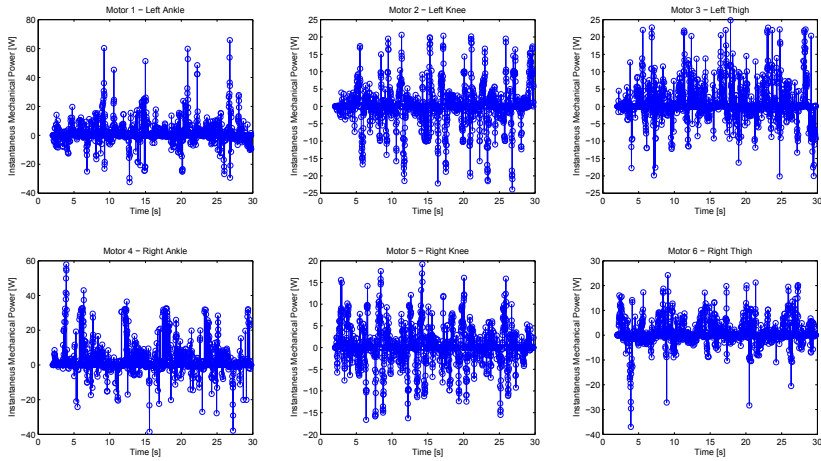 Motor 1 − Left Ankle
Instantaneus Mechanical Power [W]
80
60
40
20
0
−20
−40
0 5 10 15 20 25 30
Time [s]
Motor 2 − Left Knee
Instantaneus Mechanical Power [W]
25
20
15
10
5
0
−5
−10
−15
−20
−25
0 5 10 15 20 25 30
Time [s]
Motor 3 − Left Thigh
Instantaneus Mechanical Power [W]
25
20
15
10
5
0
−5
−10
−15
−20
−25
0 5 10 15 20 25 30
Time [s]
Motor 4 − Right Ankle
Instantaneus Mechanical Power [W]
60
40
20
0
−20
−40
0 5 10 15 20 25 30
Time [s]
Motor 5 − Right Knee
Instantaneus Mechanical Power [W]
20
15
10
5
0
−5
−10
−15
−20
0 5 10 15 20 25 30
Time [s]
Motor 6 − Right Thigh
Instantaneus Mechanical Power [W]
30
20
10
0
−10
−20
−30
−40
0 5 10 15 20 25 30
Time [s]